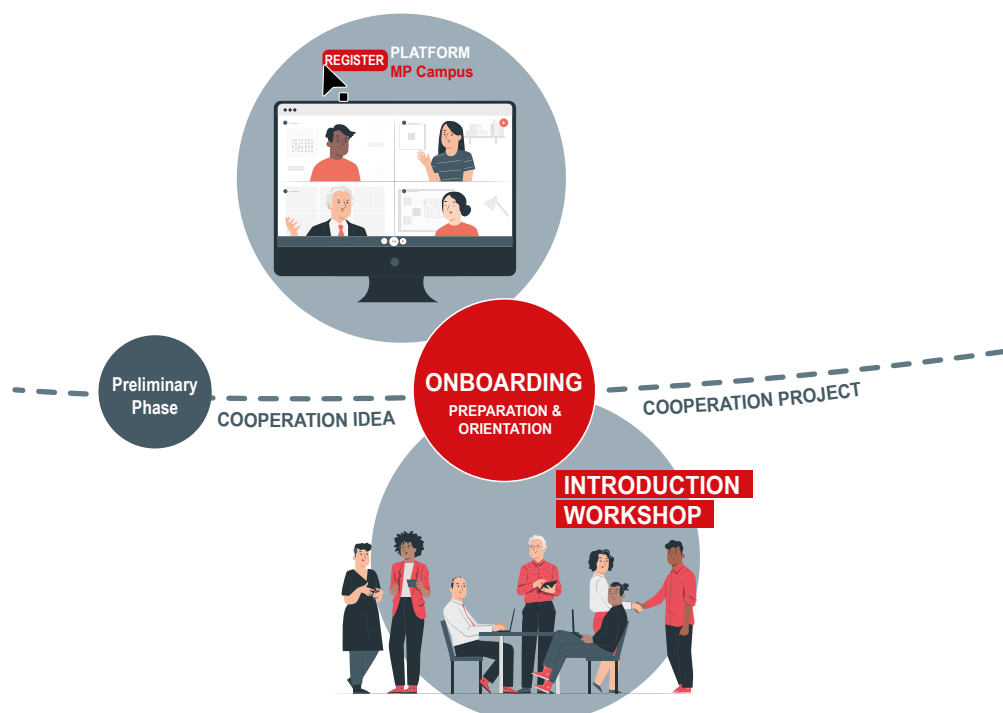 REGISTER
PLATFORM
MP Campus
Preliminary
Phase
COOPERATION IDEA
ONBOARDING
PREPARATION &
ORIENTATION
COOPERATION PROJECT
INTRODUCTION
WORKSHOP